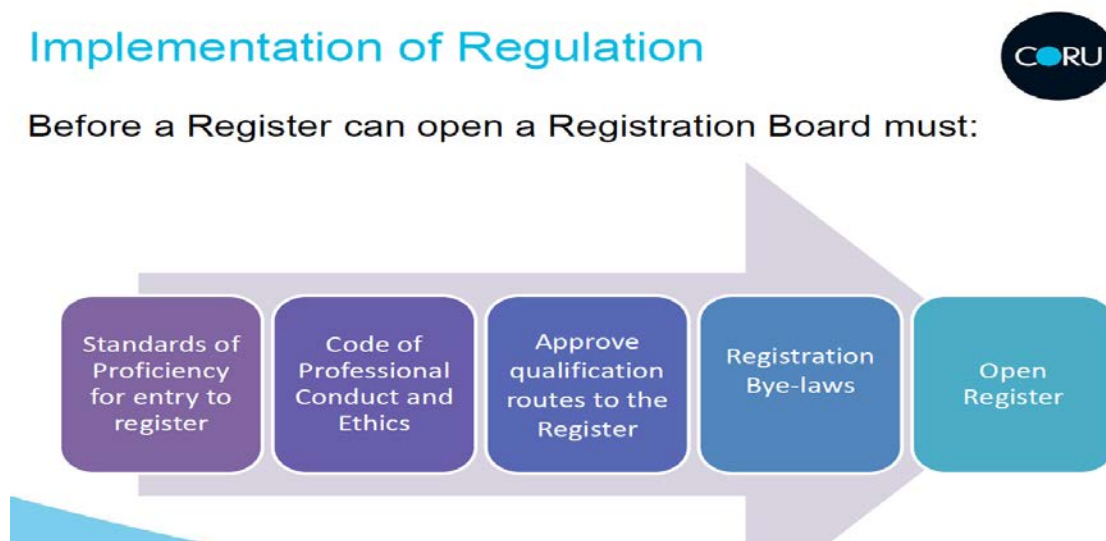 Implementation of Regulation
CORU
Before a Register can open a Registration Board must:
Standards of
Proficiency
for entry to
register
Code of
Professional
Conduct and
Ethics
Approve
qualification
routes to the
Register
Registration
Bye-laws
Open
Register